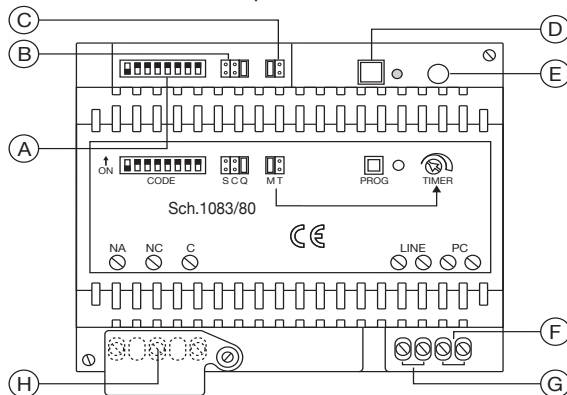 C
D
B
E
A
↑
ON
CODE
S C Q
M T
PROG
TIMER
Sch.1083/80
CE
NA
NC
C
LINE
PC
F
H
G